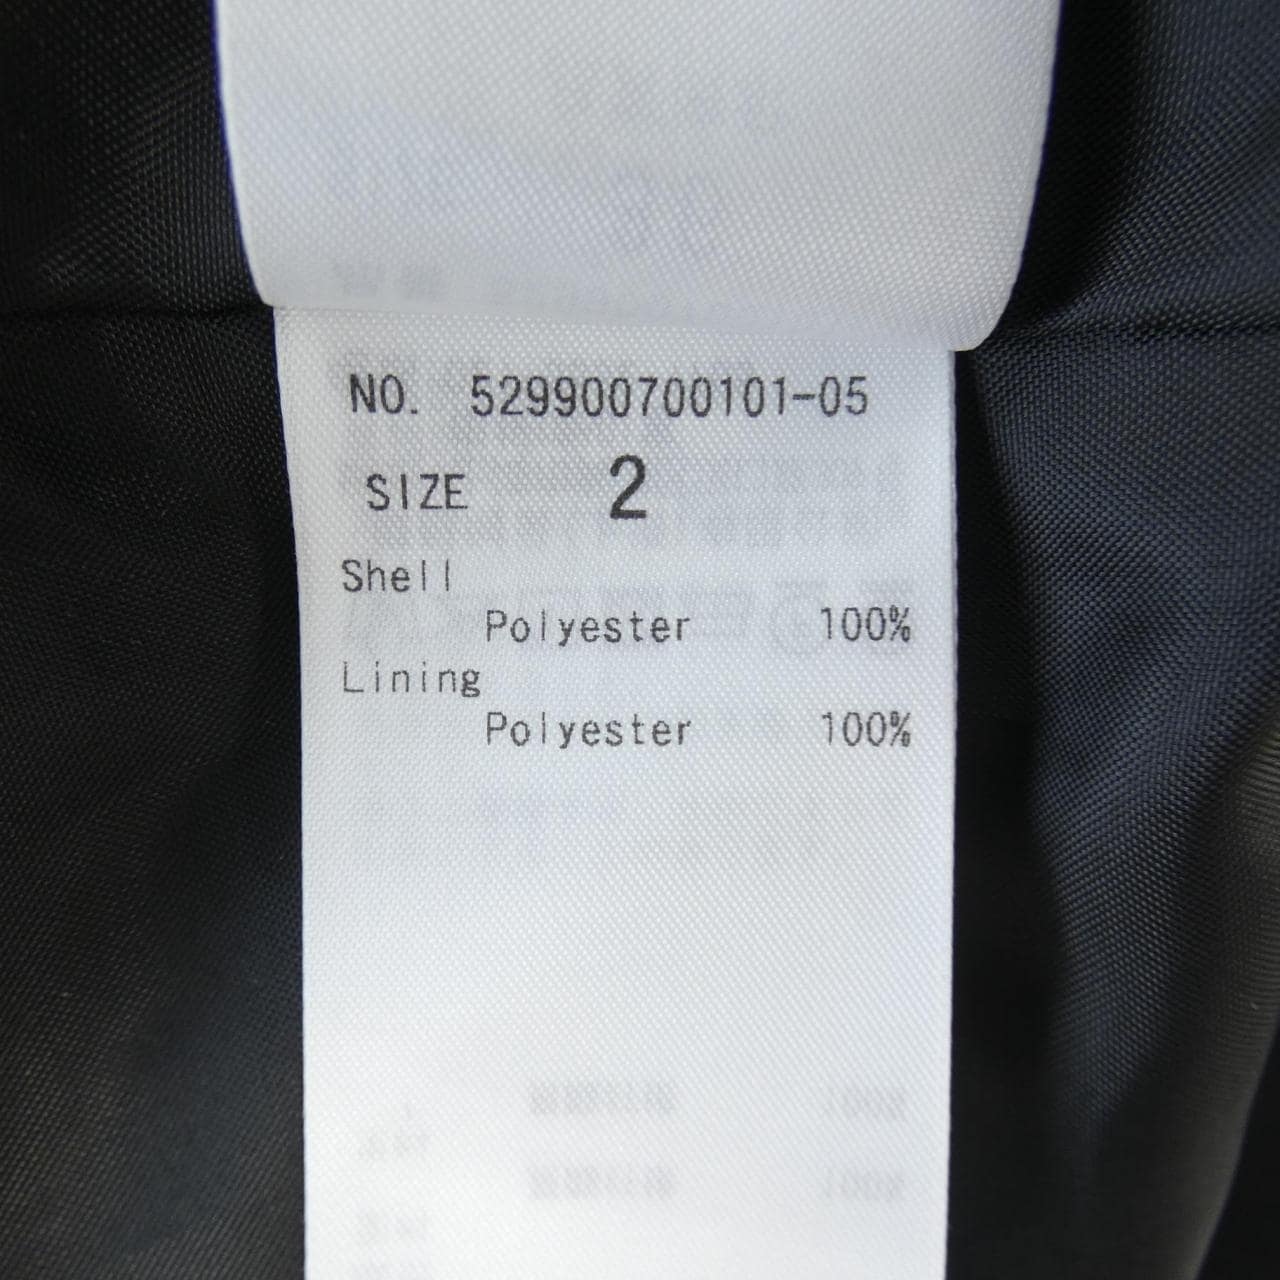 NO. 529900700101-05
SIZE 2
Shell
Polyester 100%
Lining
Polyester 100%